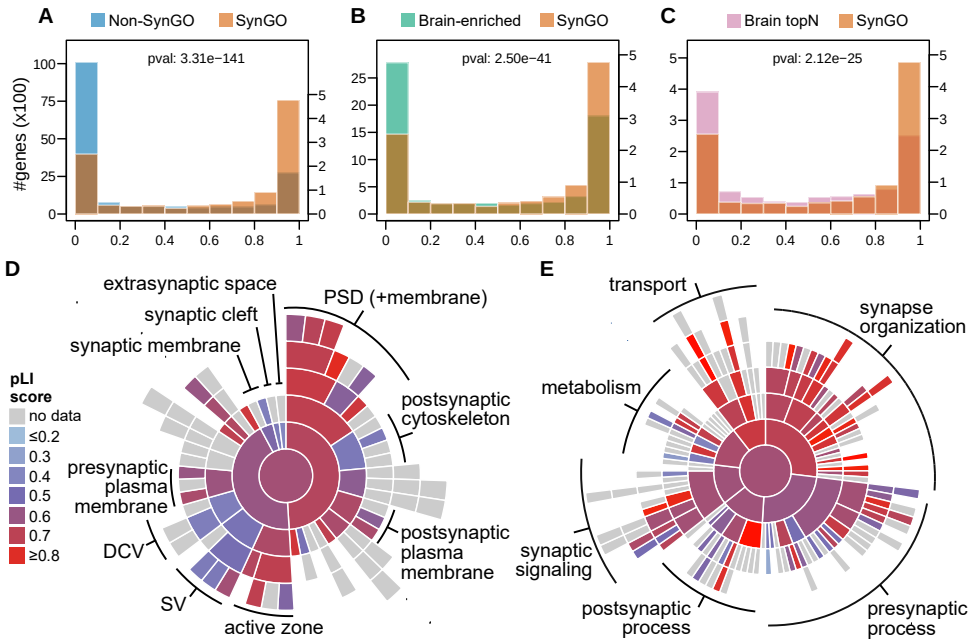 A
Non-SynGO
SynGO
pval: 3.31e−141
#genes (x100)
100
75
50
25
0
5
4
3
2
1
0
0
0.2
0.4
0.6
0.8
1
B
Brain-enriched
SynGO
pval: 2.50e−41
25
20
15
10
5
0
5
4
3
2
1
0
0
0.2
0.4
0.6
0.8
1
C
Brain topN
SynGO
pval: 2.12e−25
5
4
3
2
1
0
5
4
3
2
1
0
0
0.2
0.4
0.6
0.8
1
D
extrasynaptic space
synaptic cleft
synaptic membrane
PSD (+membrane)
postsynaptic
cytoskeleton
postsynaptic
plasma
membrane
active zone
SV
DCV
presynaptic
plasma
membrane
pLI
score
no data
≤0.2
0.3
0.4
0.5
0.6
0.7
≥0.8
E
transport
synapse
organization
metabolism
synaptic
signaling
postsynaptic
process
presynaptic
process